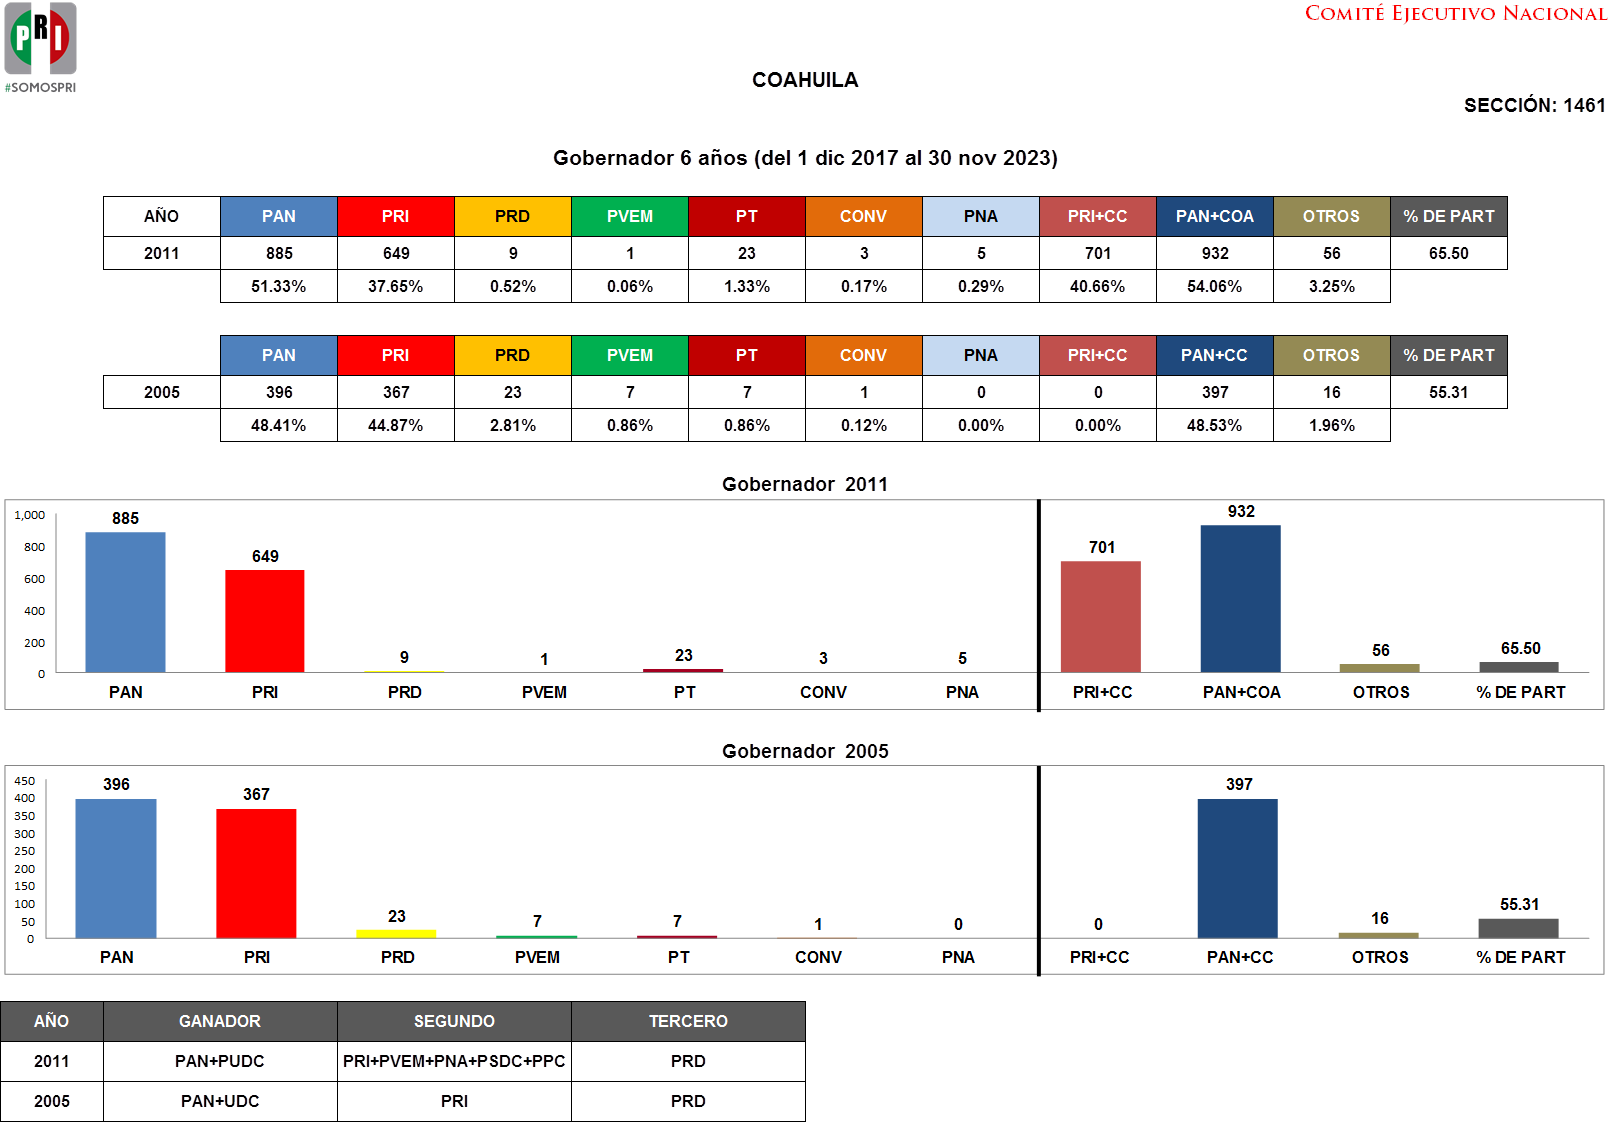 PRI
#SOMOSPRI
COMITÉ EJECUTIVO NACIONAL
COAHUILA
SECCIÓN: 1461
Gobernador 6 años (del 1 dic 2017 al 30 nov 2023)
AÑO PAN PRI PRD PVEM PT CONV PNA PRI+CC PAN+COA OTROS % DE PART
2011 885 649 9 1 23 3 5 701 932 56 65.50
51.33% 37.65% 0.52% 0.06% 1.33% 0.17% 0.29% 40.66% 54.06% 3.25%
PAN PRI PRD PVEM PT CONV PNA PRI+CC PAN+CC OTROS % DE PART
2005 396 367 23 7 7 1 0 0 397 16 55.31
48.41% 44.87% 2.81% 0.86% 0.86% 0.12% 0.00% 0.00% 48.53% 1.96%
Gobernador 2011
1,000
800
600
400
200
0
885 649 9 1 23 3 5 701 932 56 65.50
PAN PRI PRD PVEM PT CONV PNA PRI+CC PAN+COA OTROS % DE PART
Gobernador 2005
450
400
350
300
250
200
150
100
50
0
396 367 23 7 7 1 0 0 397 16 55.31
PAN PRI PRD PVEM PT CONV PNA PRI+CC PAN+CC OTROS % DE PART
AÑO GANADOR SEGUNDO TERCERO
2011 PAN+PUDC PRI+PVEM+PNA+PSDC+PPC PRD
2005 PAN+UDC PRI PRD